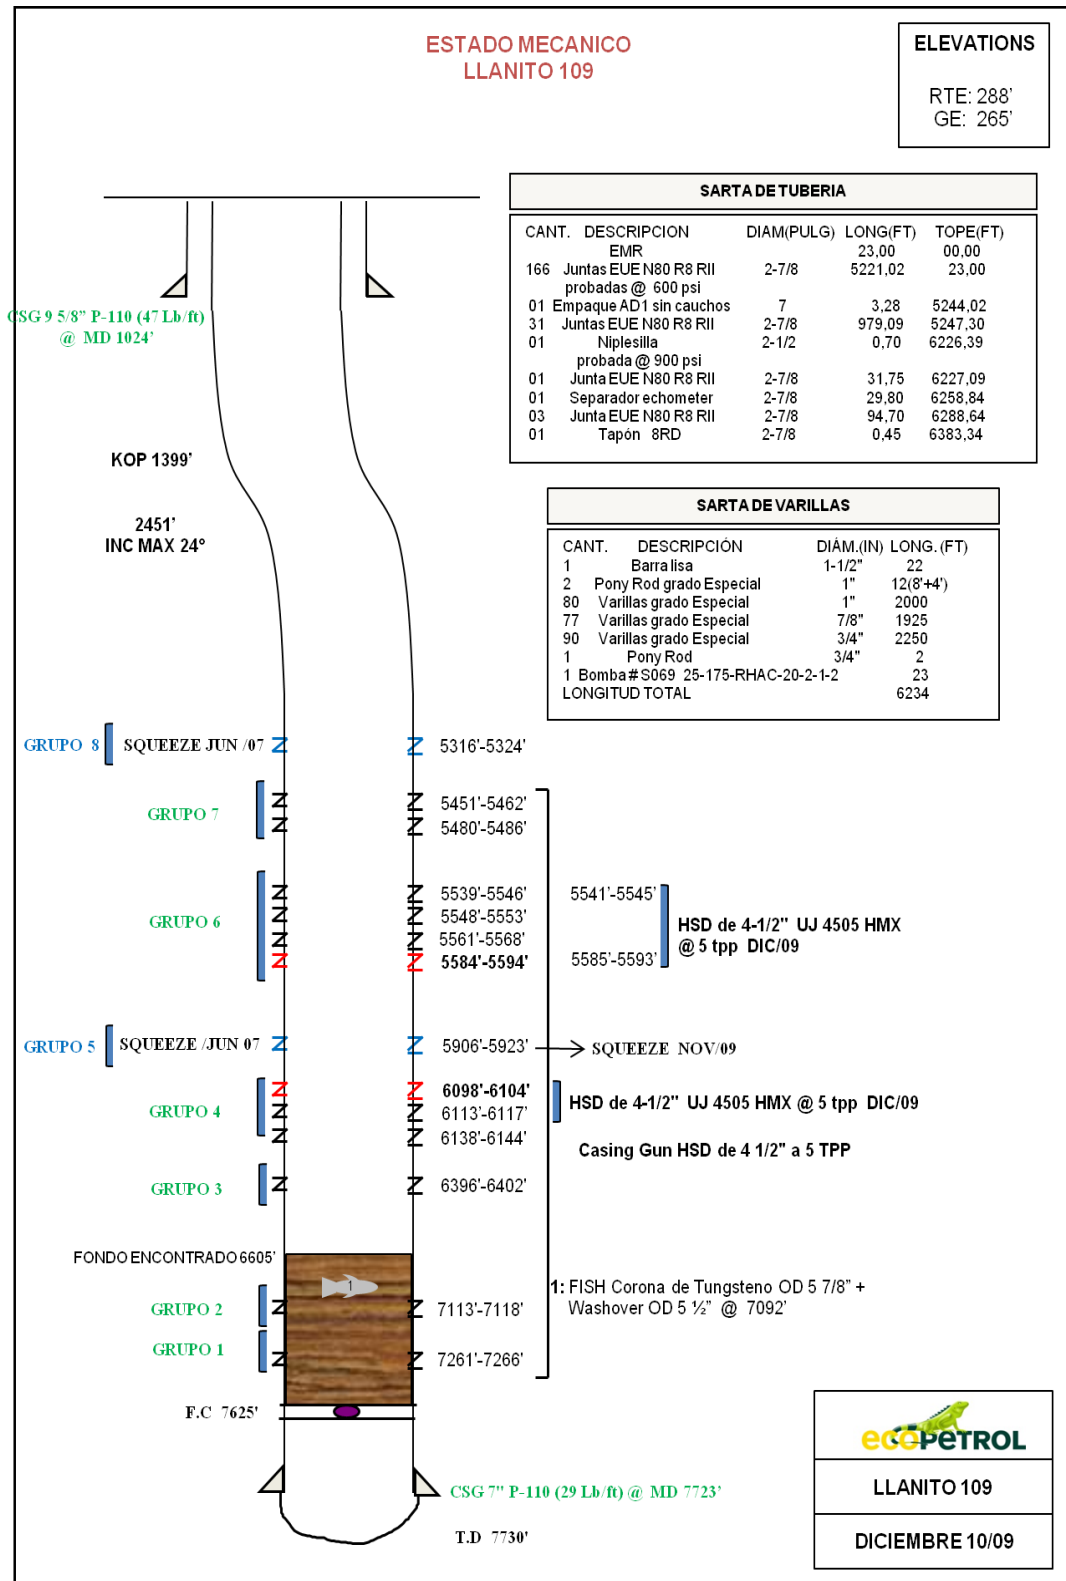 ESTADO MECANICO
LLANITO 109
ELEVATIONS
RTE: 288'
GE: 265'
SARTA DE TUBERIA
CANT. DESCRIPCION DIAM(PULG) LONG(FT) TOPE(FT)
EMR 23,00 00,00
166 Juntas EUE N80 R8 RII 2-7/8 5221,02 23,00
probadas @ 600 psi
01 Empaque AD1 sin cauchos 7 3,28 5244,02
31 Juntas EUE N80 R8 RII 2-7/8 979,09 5247,30
01 Niplesilla 2-1/2 0,70 6226,39
probada @ 900 psi
01 Junta EUE N80 R8 RII 2-7/8 31,75 6227,09
01 Separador echometer 2-7/8 29,80 6258,84
03 Junta EUE N80 R8 RII 2-7/8 94,70 6288,64
01 Tapón 8RD 2-7/8 0,45 6383,34
CSG 9 5/8" P-110 (47 Lb/ft)
@ MD 1024'
KOP 1399'
2451'
INC MAX 24º
SARTA DE VARILLAS
CANT. DESCRIPCIÓN DIÁM.(IN) LONG. (FT)
1 Barra lisa 1-1/2" 22
2 Pony Rod grado Especial 1" 12(8'+4')
80 Varillas grado Especial 1" 2000
77 Varillas grado Especial 7/8" 1925
90 Varillas grado Especial 3/4" 2250
1 Pony Rod 3/4" 2
1 Bomba # S069 25-175-RHAC-20-2-1-2 23
LONGITUD TOTAL 6234
GRUPO 8 SQUEEZE JUN /07 5316'-5324'
GRUPO 7
5451'-5462'
5480'-5486'
GRUPO 6
5539'-5546'
5548'-5553'
5561'-5568'
5584'-5594'
5541'-5545'
5585'-5593'
HSD de 4-1/2" UJ 4505 HMX
@ 5 tpp DIC/09
GRUPO 5 SQUEEZE /JUN 07 5906'-5923' SQUEEZE NOV/09
GRUPO 4
6098'-6104'
6113'-6117'
6138'-6144'
HSD de 4-1/2" UJ 4505 HMX @ 5 tpp DIC/09
Casing Gun HSD de 4 1/2" a 5 TPP
GRUPO 3 6396'-6402'
FONDO ENCONTRADO 6605'
1
1: FISH Corona de Tungsteno OD 5 7/8" +
Washover OD 5 ½" @ 7092'
GRUPO 2 7113'-7118'
GRUPO 1 7261'-7266'
F.C 7625'
CSG 7" P-110 (29 Lb/ft) @ MD 7723'
T.D 7730'
ecopetrol
LLANITO 109
DICIEMBRE 10/09